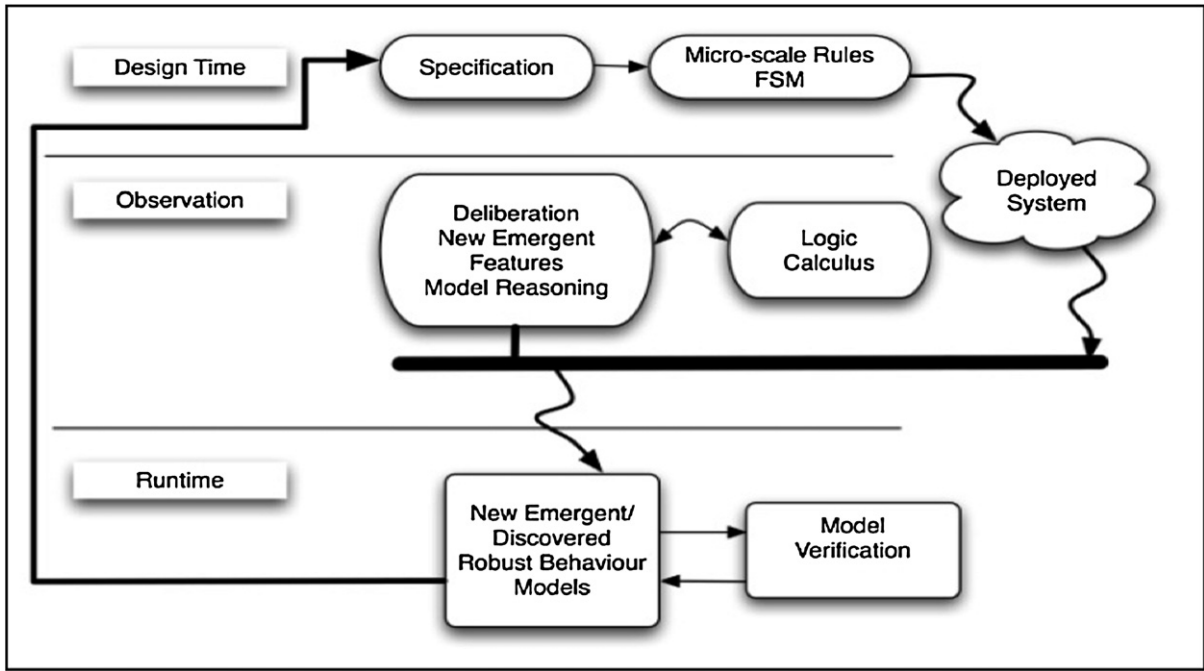 Design Time
Specification
Micro-scale Rules
FSM
Deployed
System
Observation
Deliberation
New Emergent
Features
Model Reasoning
Logic
Calculus
Runtime
New Emergent/
Discovered
Robust Behaviour
Models
Model
Verification